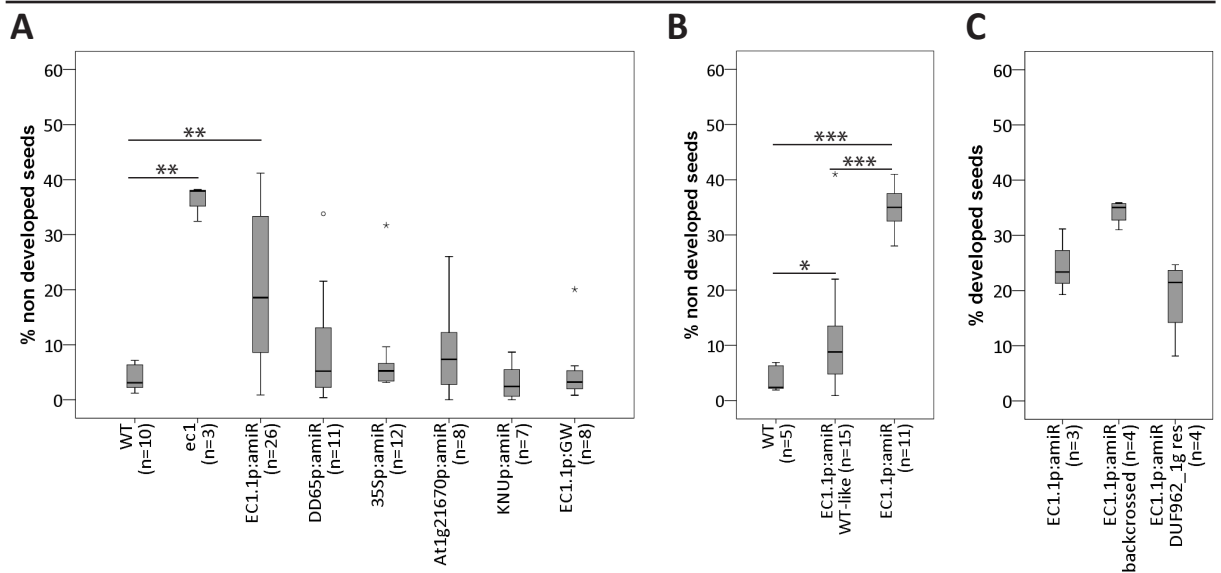 A
B
C
% non developed seeds
60
50
40
30
20
10
0
**
**
WT
(n=10)
ec1
(n=3)
EC1.1p:amiR
(n=26)
DD65p:amiR
(n=11)
35Sp:amiR
(n=12)
At1g21670p:amiR
(n=8)
KNUp:amiR
(n=7)
EC1.1p:GW
(n=8)
% non developed seeds
60
50
40
30
20
10
0
***
***
*
WT
(n=5)
EC1.1p:amiR
WT-like (n=15)
EC1.1p:amiR
(n=11)
% developed seeds
60
50
40
30
20
10
0
EC1.1p:amiR
(n=3)
EC1.1p:amiR
backcrossed (n=4)
EC1.1p:amiR
DUF962_1g res
(n=4)